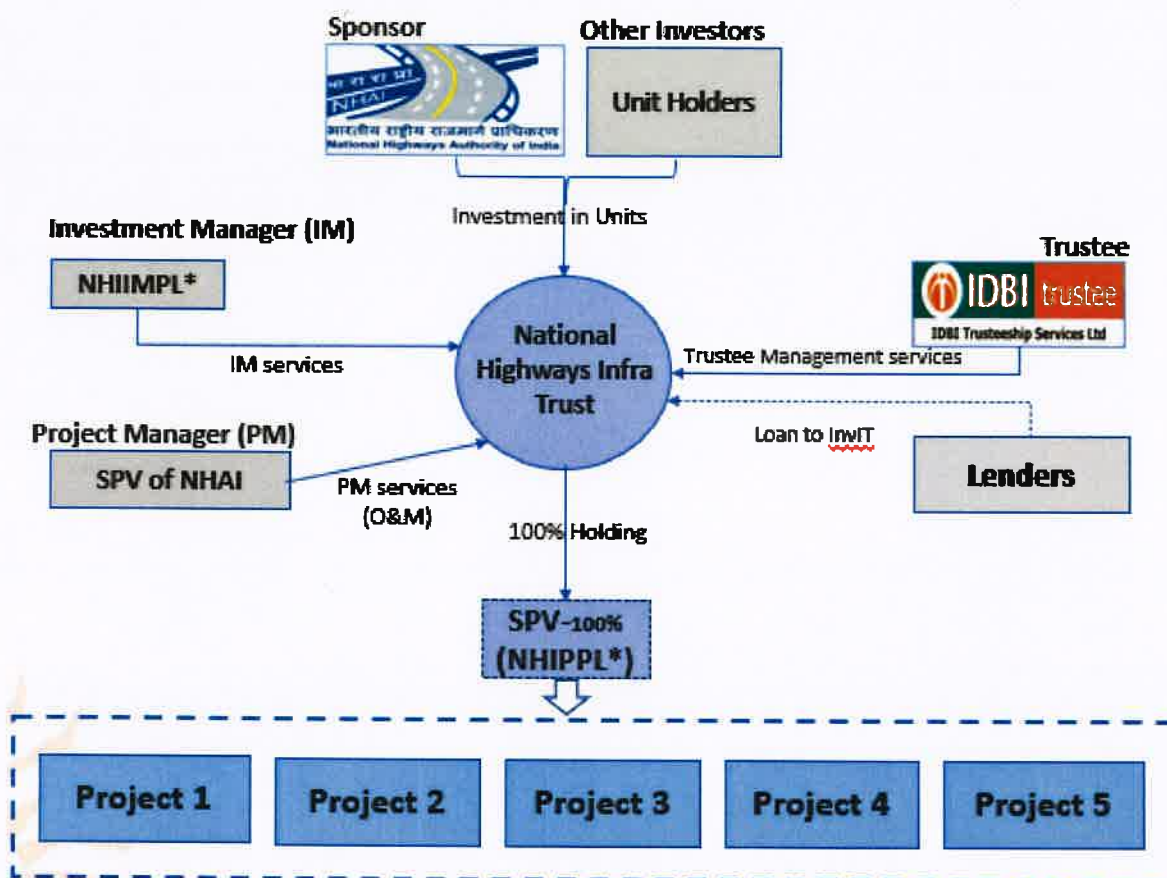 Sponsor
Other Investors
भा रा रा प्रा
NHAI
भारतीय राष्ट्रीय राजमार्ग प्राधिकरण
National Highways Authority of India
Unit Holders
Investment in Units
Investment Manager (IM)
NHIIMPL*
IM services
Trustee
IDBI trustee
IDBI Trusteeship Services Ltd
National
Highways Infra
Trust
Trustee Management services
Project Manager (PM)
SPV of NHAI
PM services
(O&M)
Loan to InvIT
Lenders
100% Holding
SPV-100%
(NHIPPL*)
Project 1
Project 2
Project 3
Project 4
Project 5